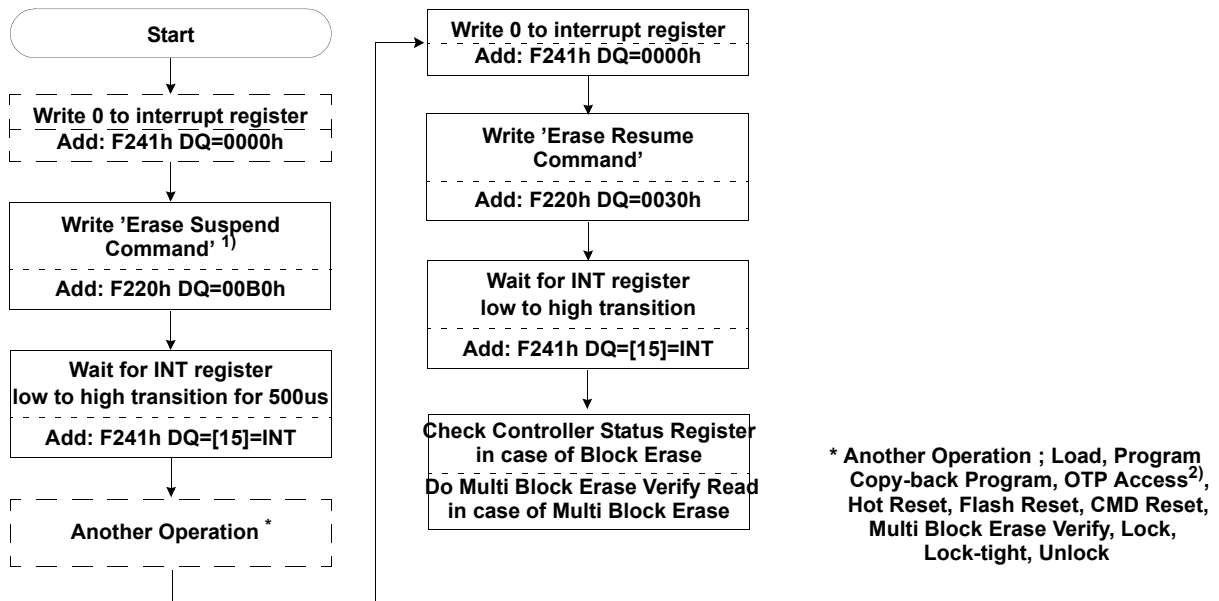 Start
Write 0 to interrupt register
Add: F241h DQ=0000h
Write ’Erase Suspend
Command’ 1)
Add: F220h DQ=00B0h
Wait for INT register
low to high transition for 500us
Add: F241h DQ=[15]=INT
Another Operation *
Write 0 to interrupt register
Add: F241h DQ=0000h
Write ’Erase Resume
Command’
Add: F220h DQ=0030h
Wait for INT register
low to high transition
Add: F241h DQ=[15]=INT
Check Controller Status Register
in case of Block Erase
Do Multi Block Erase Verify Read
in case of Multi Block Erase
* Another Operation ; Load, Program
Copy-back Program, OTP Access2),
Hot Reset, Flash Reset, CMD Reset,
Multi Block Erase Verify, Lock,
Lock-tight, Unlock